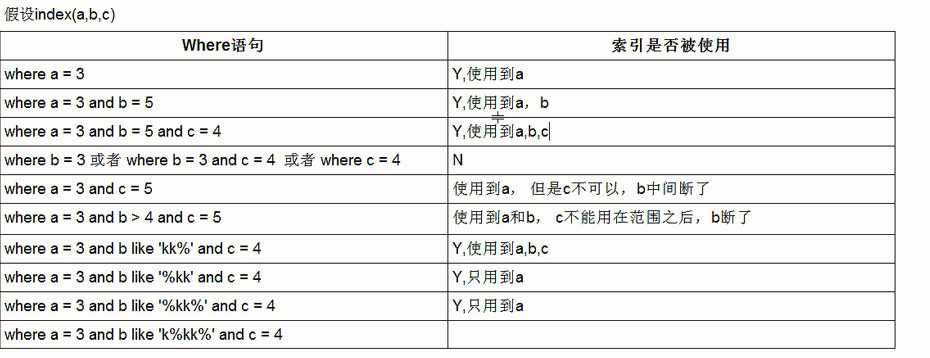 假设index(a,b,c)
Where语句 索引是否被使用
where a = 3 Y,使用到a
where a = 3 and b = 5 Y,使用到a，b
where a = 3 and b = 5 and c = 4 Y,使用到a,b,c
where b = 3 或者 where b = 3 and c = 4 或者 where c = 4 N
where a = 3 and c = 5 使用到a， 但是c不可以，b中间断了
where a = 3 and b > 4 and c = 5 使用到a和b， c不能用在范围之后，b断了
where a = 3 and b like 'kk%' and c = 4 Y,使用到a,b,c
where a = 3 and b like '%kk' and c = 4 Y,只用到a
where a = 3 and b like '%kk%' and c = 4 Y,只用到a
where a = 3 and b like 'k%kk%' and c = 4